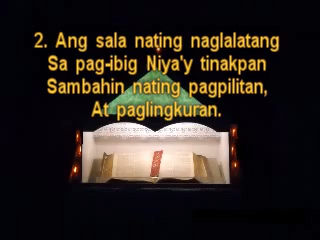 2. Ang sala nating naglalatang
Sa pag-ibig Niya'y tinakpan
Sambahin nating pagpilitan,
At paglingkuran.